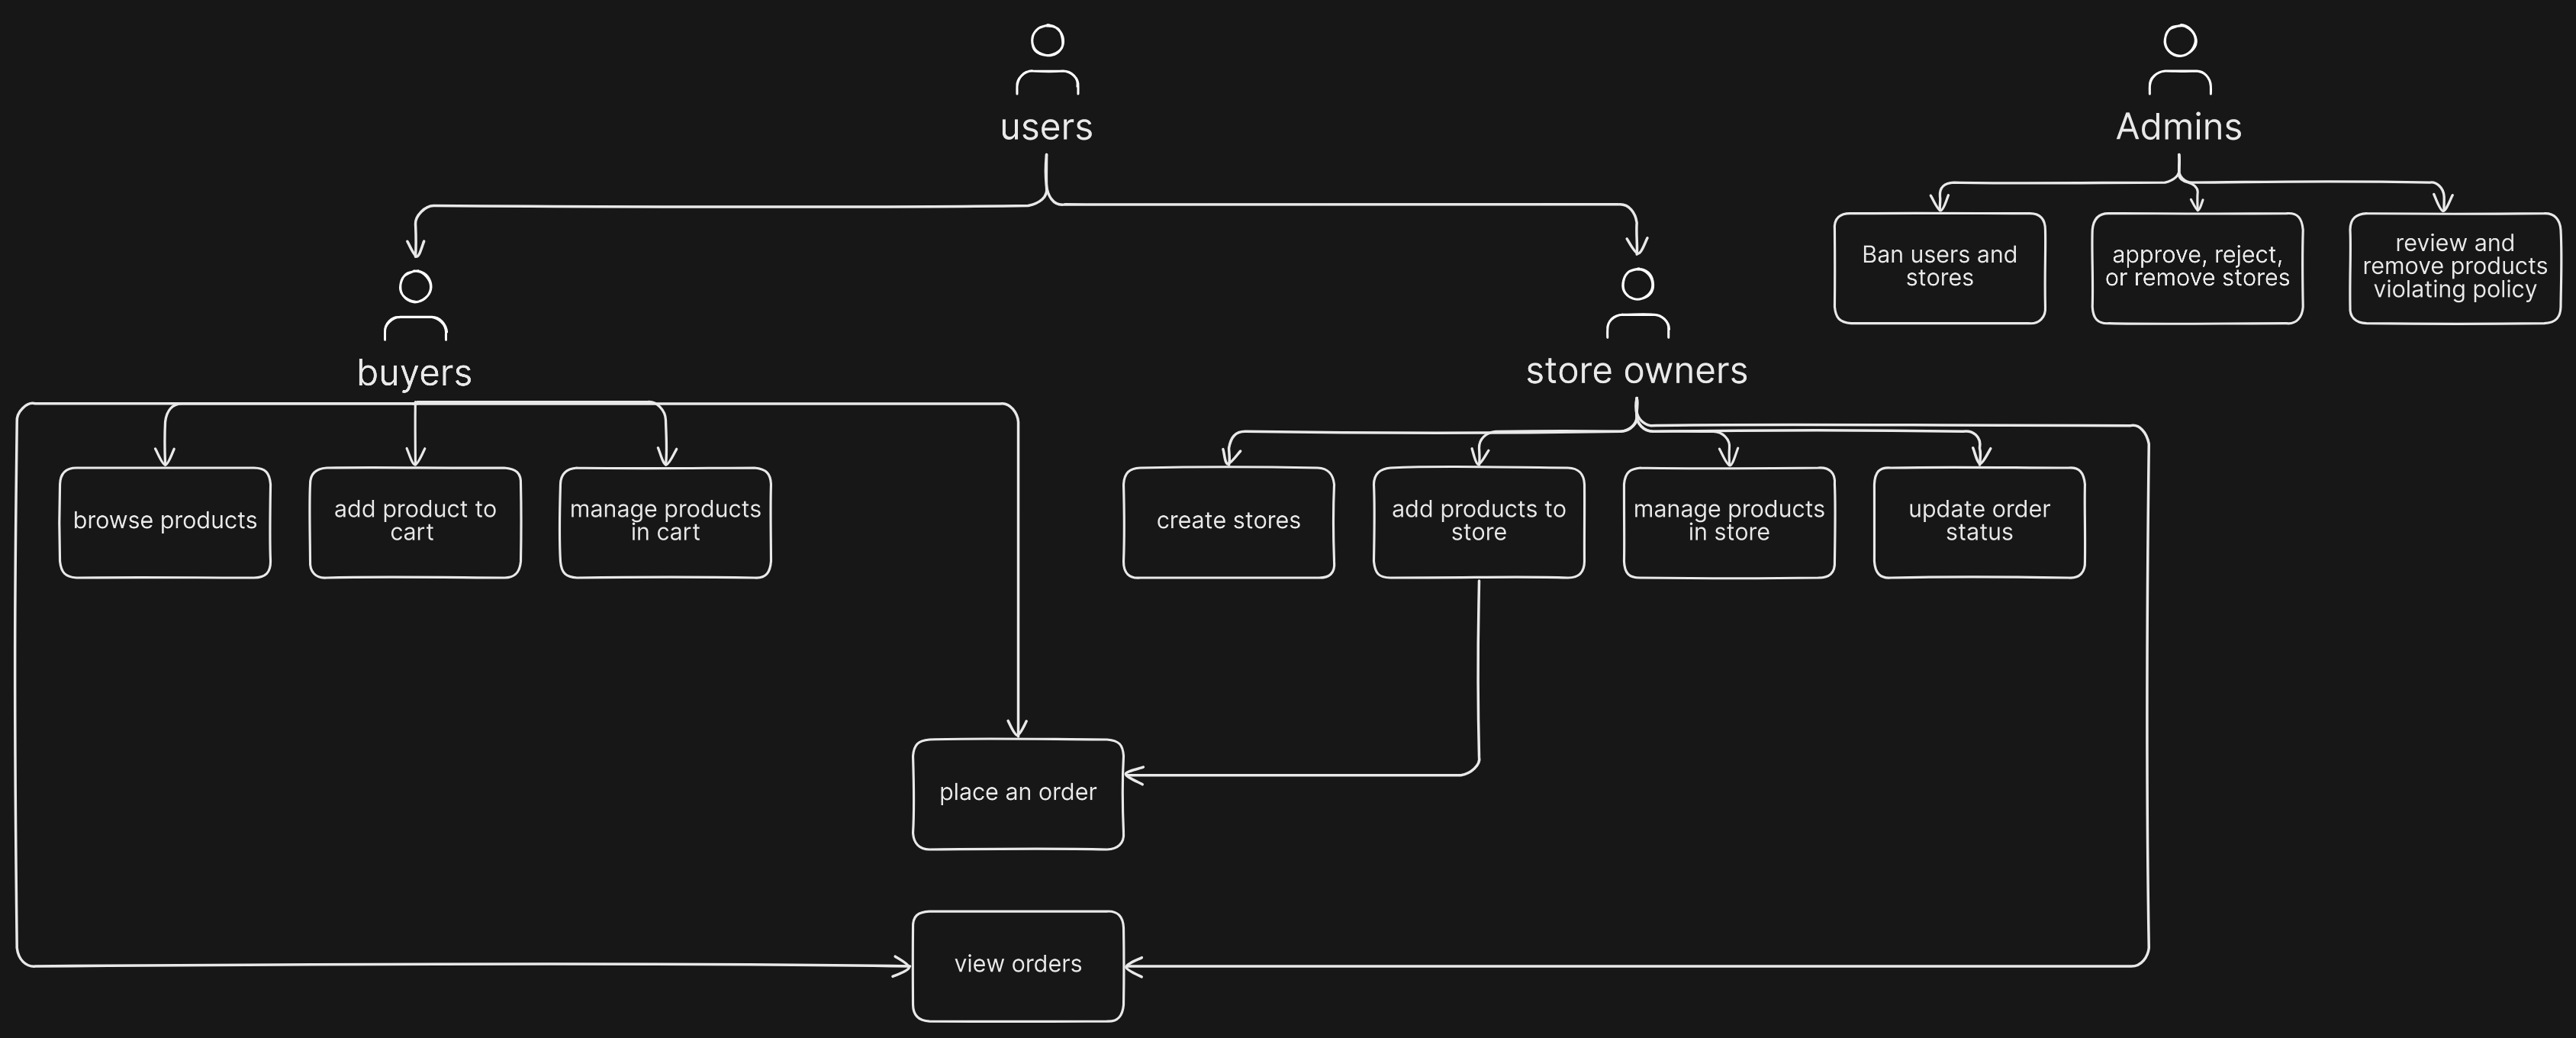 users
Admins
Ban users and
stores
approve, reject,
or remove stores
review and
remove products
violating policy
buyers
store owners
browse products
add product to
cart
manage products
in cart
create stores
add products to
store
manage products
in store
update order
status
place an order
view orders